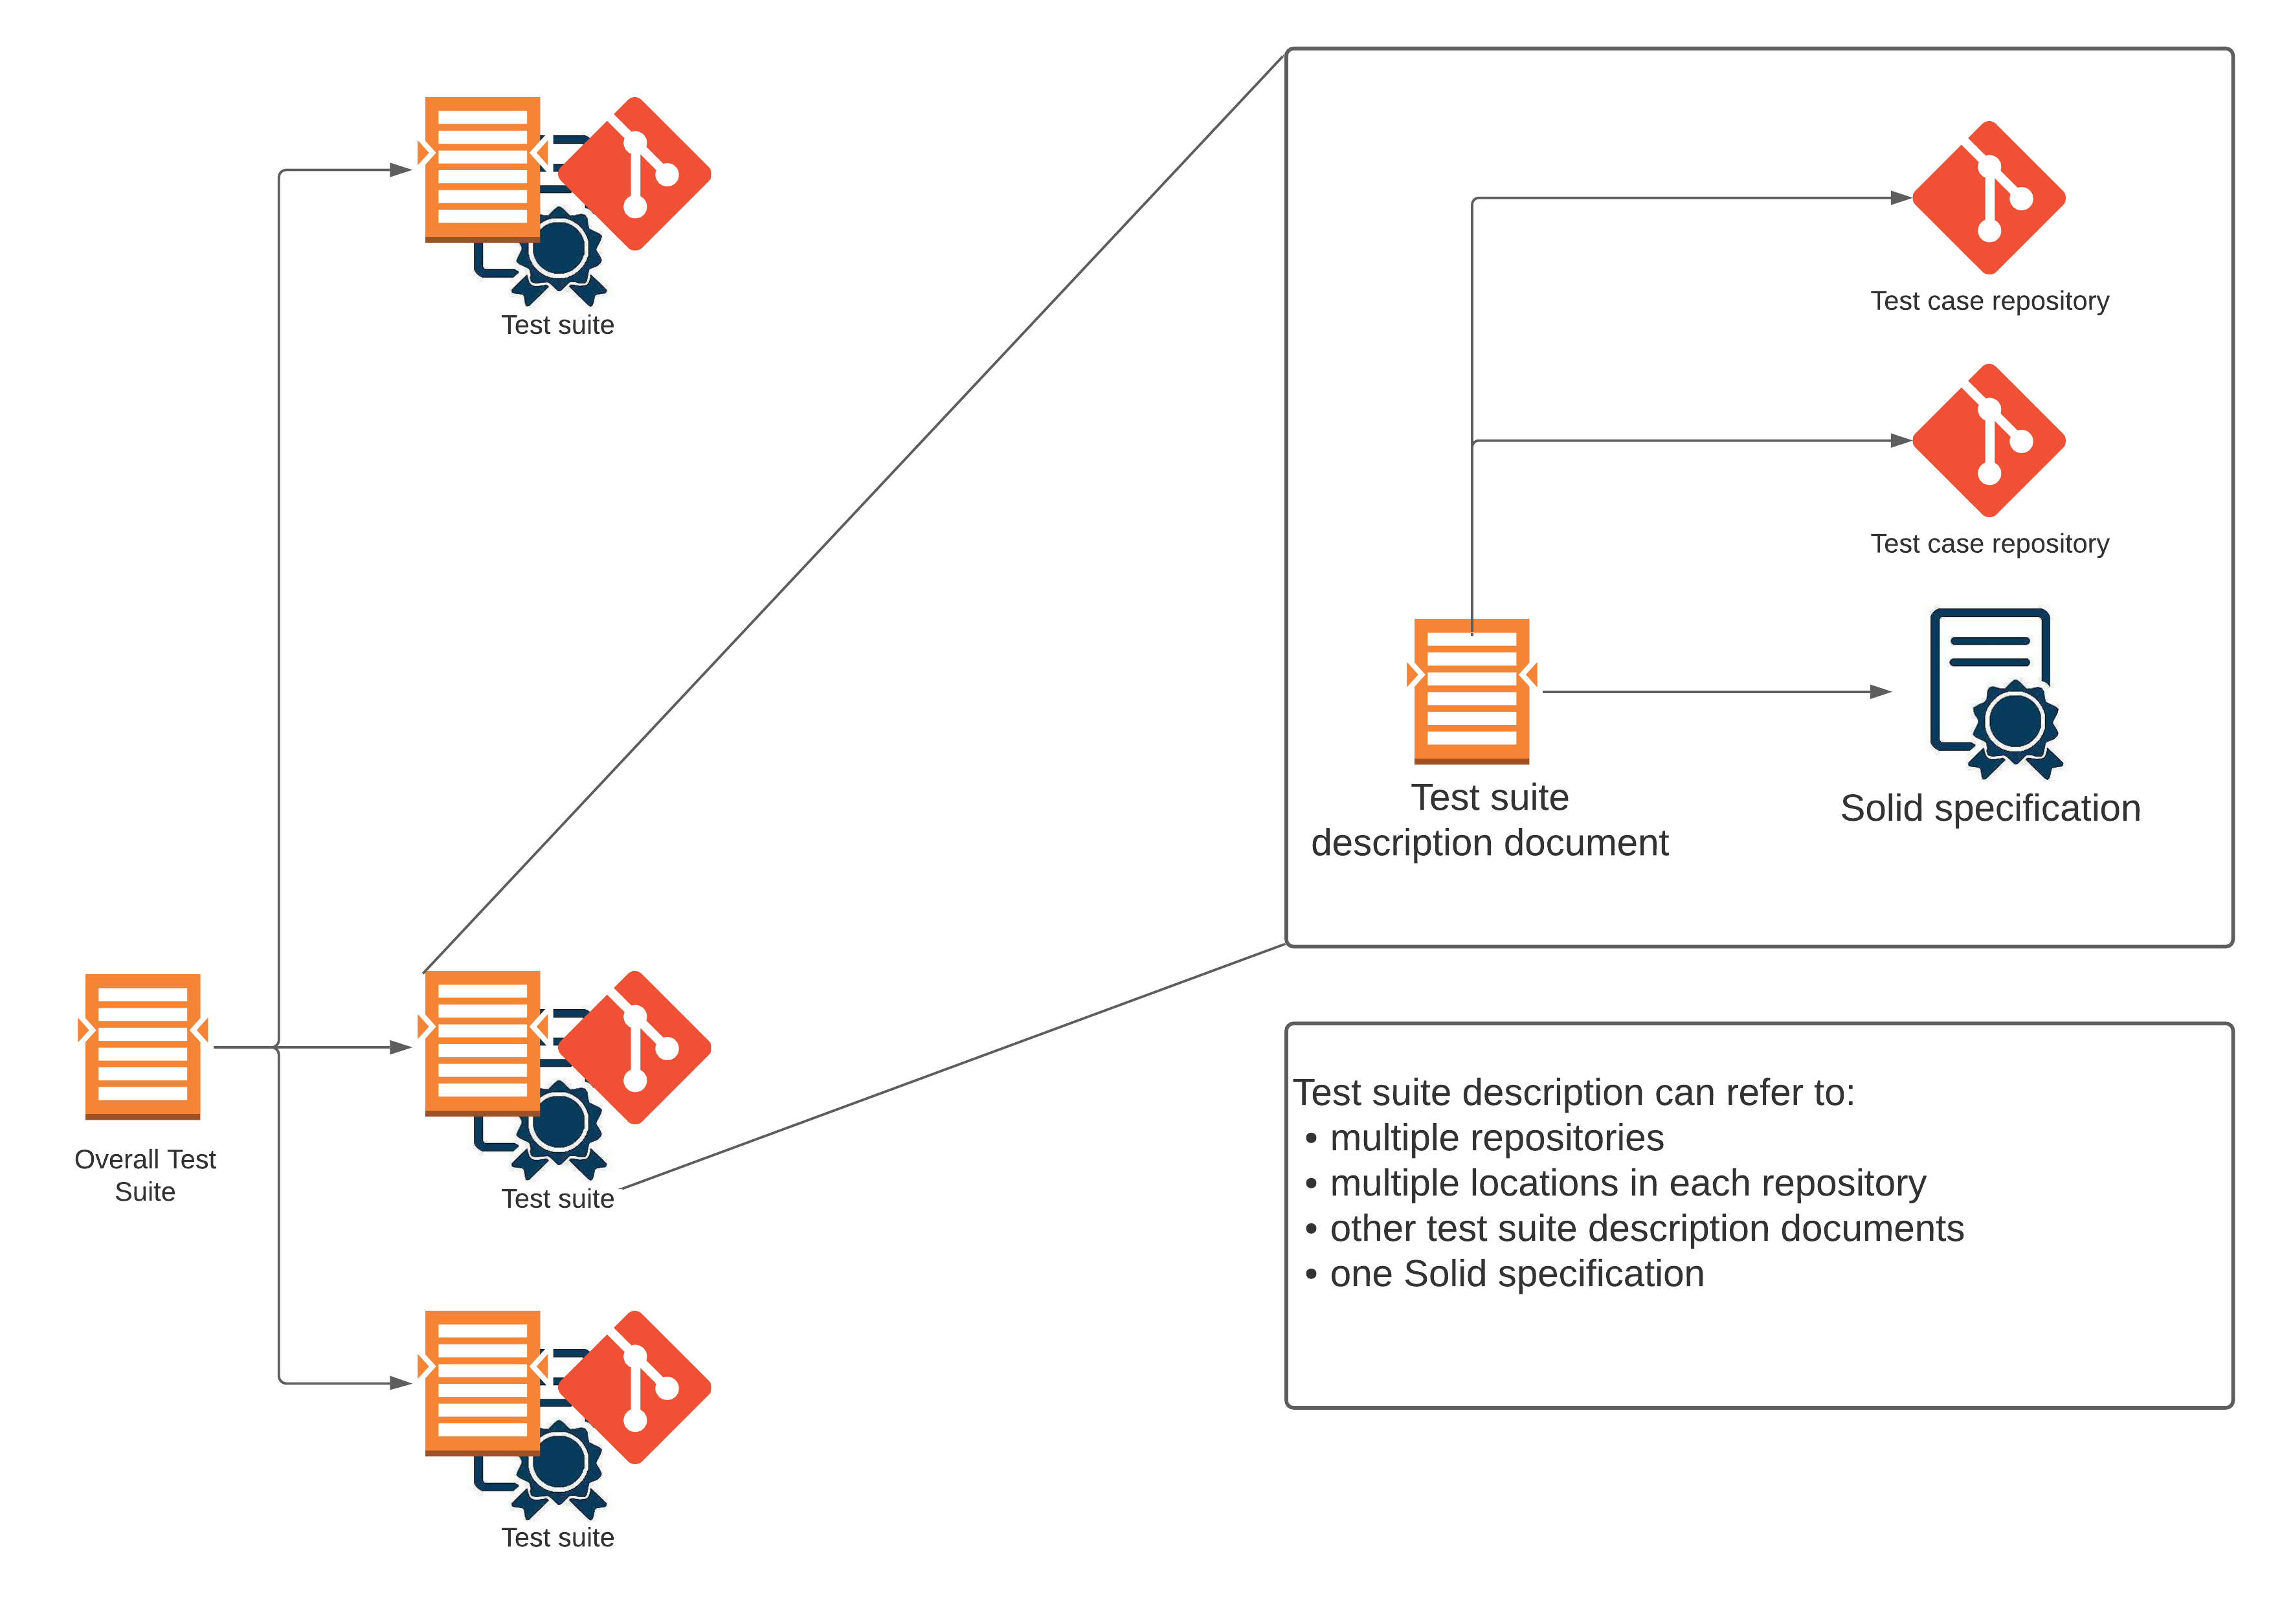 Test suite
Test case repository
Test case repository
Test suite
description document
Solid specification
Overall Test
Suite
Test suite
Test suite description can refer to:
• multiple repositories
• multiple locations in each repository
• other test suite description documents
• one Solid specification
Test suite